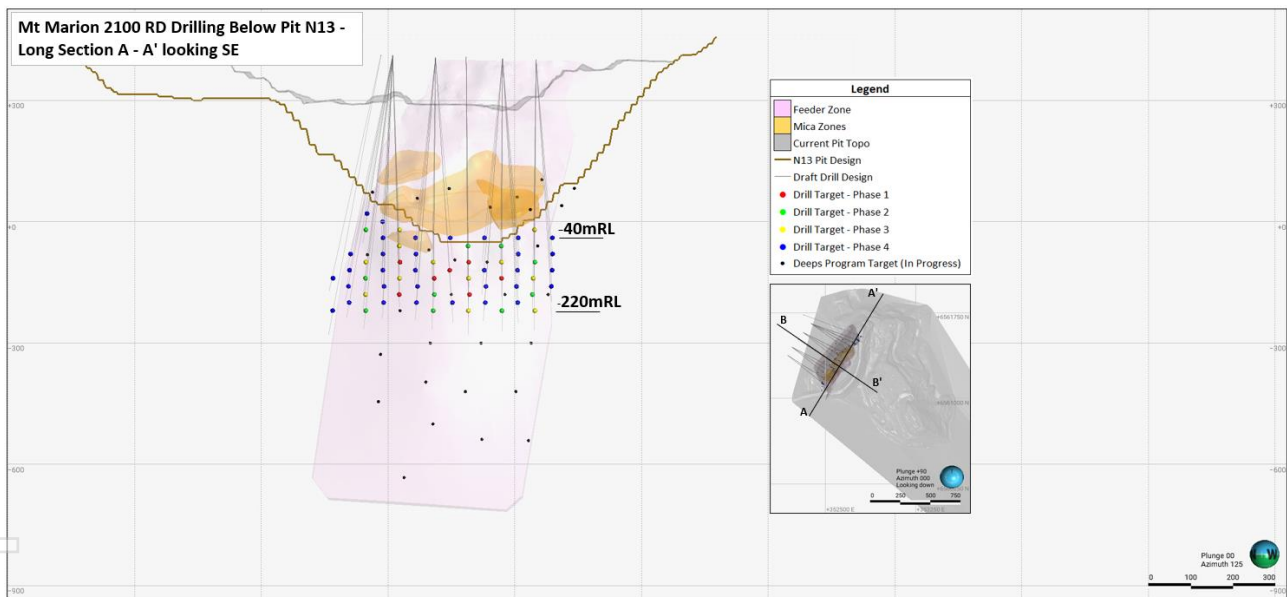 Mt Marion 2100 RD Drilling Below Pit N13 -
Long Section A - A' looking SE
+300
+0
-300
-600
-900
-40mRL
-220mRL
Legend
Feeder Zone
Mica Zones
Current Pit Topo
N13 Pit Design
Draft Drill Design
Drill Target - Phase 1
Drill Target - Phase 2
Drill Target - Phase 3
Drill Target - Phase 4
Deeps Program Target (In Progress)
+300
+0
-300
-600
-900
A'
B
B'
A
+6561750 N
Plunge +90
Azimuth 000
Looking down
0 250 500 750
+352500 E
Plunge 00
Azimuth 125
0 100 200 300
W